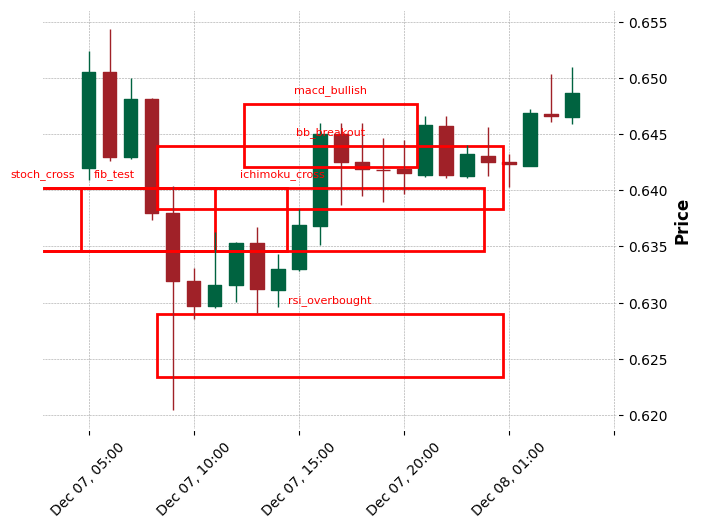 macd_bullish
bb_breakout
stoch_cross
fib_test
ichimoku_cross
rsi_overbought
0.655
0.650
0.645
0.640
0.635
0.630
0.625
0.620
Price
Dec 07, 05:00
Dec 07, 10:00
Dec 07, 15:00
Dec 07, 20:00
Dec 08, 01:00